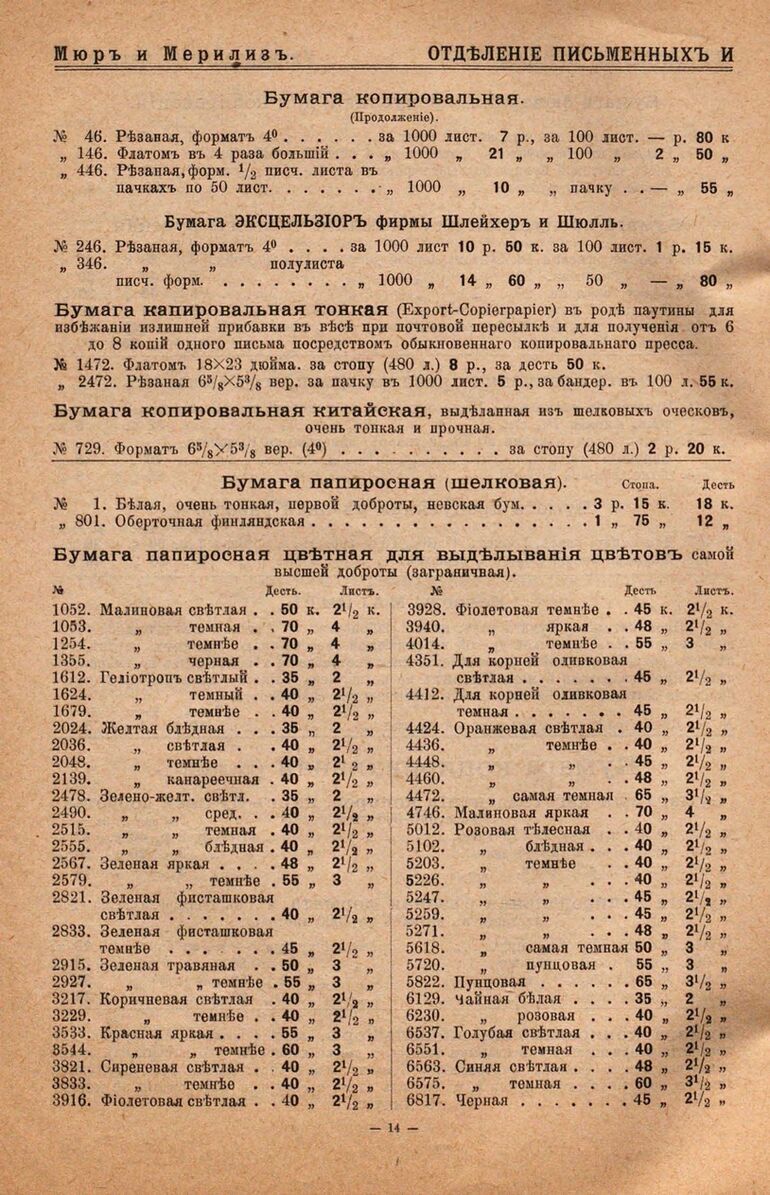 Мюръ и Мерилизъ. ОТДѢЛЕНІЕ ПИСЬМЕННЫХЪ И
Бумага копировальная.
(Продолженіе).
№ 46. Рѣзаная, форматъ 4⁰ . . . . . . за 1000 лист. 7 р., за 100 лист. — р. 80 к
„ 146. Флатомъ въ 4 раза большій . . . „ 1000 „ 21 „ „ 100 „ 2 „ 50 „
„ 446. Рѣзаная, форм. 1/2 писч. листа въ
пачкахъ по 50 лист. . . . . . . . „ 1000 „ 10 „ „ пачку . . — „ 55 „
Бумага ЭКСЦЕЛЬЗІОРЪ фирмы Шлейхеръ и Шюлль.
№ 246. Рѣзаная, форматъ 4⁰ . . . . за 1000 лист 10 р. 50 к. за 100 лист. 1 р. 15 к.
„ 346. „ „ полулиста
писч. форм. . . . . . . . . . „ 1000 „ 14 „ 60 „ „ 50 „ — „ 80 „
Бумага капировальная тонкая (Export-Copierpapier) въ родѣ паутины для
избѣжаніи излишней прибавки въ вѣсѣ при почтовой пересылкѣ и для полученія отъ 6
до 8 копій одного письма посредствомъ обыкновеннаго копировальнаго пресса.
№ 1472. Флатомъ 18Х23 дюйма. за стопу (480 л.) 8 р., за десть 50 к.
„ 2472. Рѣзаная 6⁵/₈Х5³/₈ вер. за пачку въ 1000 лист. 5 р., за бандер. въ 100 л. 55 к.
Бумага копировальная китайская, выдѣланная изъ шелковыхъ оческовъ,
очень тонкая и прочная.
№ 729. Форматъ 6⁵/₈Х5³/₈ вер. (4⁰) . . . . . . . . . . за стопу (480 л.) 2 р. 20 к.
Бумага папиросная (шелковая). Стопа. Десть
№ 1. Бѣлая, очень тонкая, первой доброты, невская бум. . . . . 3 р. 15 к. 18 к.
„ 801. Оберточная финляндская . . . . . . . . . . . . . . . . 1 „ 75 „ 12 „
Бумага папиросная цвѣтная для выдѣлыванія цвѣтовъ самой
высшей доброты (заграничная).
№ Десть. Листъ.
1052. Малиновая свѣтлая . . 50 к. 2¹/₂ к.
1053. „ темная . . 70 „ 4 „
1254. „ темнѣе . . 70 „ 4 „
1355. „ черная . . 70 „ 4 „
1612. Геліотропъ свѣтлый . . 35 „ 2 „
1624. „ темный . . 40 „ 2¹/₂ „
1679. „ темнѣе . . 40 „ 2¹/₂ „
2024. Желтая блѣдная . . . 35 „ 2 „
2036. „ свѣтлая . . 40 „ 2¹/₂ „
2048. „ темнѣе . . . 40 „ 2¹ ₂ „
2139. „ канареечная . 40 „ 2¹/₂ „
2478. Зелено-желт. свѣтл. . 35 „ 2 „
2490. „ „ сред. . . 40 „ 2¹/₂ „
2515. „ „ темная . 40 „ 2¹/₂ „
2555. „ „ блѣдная . 40 „ 2¹/₂ „
2567. Зеленая яркая . . . . 48 „ 2¹/₂ „
2579. „ „ темнѣе . 55 „ 3 „
2821. Зеленая фисташковая
свѣтлая . . . . . . . 40 „ 2¹/₂ „
2833. Зеленая фисташковая
темнѣе . . . . . . . 45 „ 2¹/₂ „
2915. Зеленая травяная . . 50 „ 3 „
2927. „ „ темнѣе . 55 „ 3 „
3217. Коричневая свѣтлая . 40 „ 2¹/₂ „
3229. „ темнѣе . . 40 „ 2¹/₂ „
3533. Красная яркая . . . . 55 „ 3 „
3544. „ „ темнѣе . 60 „ 3 „
3821. Сиреневая свѣтлая . . 40 „ 2¹/₂ „
3833. „ темнѣе . . 40 „ 2¹/₂ „
3916. Фіолетовая свѣтлая . . 40 „ 2¹/₂ „
№ Десть Листъ.
3928. Фіолетовая темнѣе . . 45 к. 2¹/₂ к.
3940. „ яркая . . 48 „ 2¹/₂ „
4014. „ темнѣе . . 55 „ 3 „
4351. Для корней оливковая
свѣтлая . . . . . . . 45 „ 2¹/₂ „
4412. Для корней оливковая
темная . . . . . . . 45 „ 2¹/₂ „
4424. Оранжевая свѣтлая . 40 „ 2¹/₂ „
4436. „ темнѣе . . 40 „ 2¹/₂ „
4448. „ „ . . 45 „ 2¹/₂ „
4460. „ „ . . 48 „ 2¹/₂ „
4472. „ самая темная 65 „ 3¹/₂ „
4746. Малиновая яркая . . 70 „ 4 „
5012. Розовая тѣлесная . . 40 „ 2¹/₂ „
5102. „ блѣдная . . . 40 „ 2¹/₂ „
5203. „ темнѣе . . . 40 „ 2¹/₂ „
5226. „ „ . . . 40 „ 2¹/₂ „
5247. „ „ . . . 45 „ 2¹/₂ „
5259. „ „ . . . 45 „ 2¹/₂ „
5271. „ „ . . . 48 „ 2¹/₂ „
5618. „ самая темная 50 „ 3 „
5720. „ пунцовая . 55 „ 3 „
5822. Пунцовая . . . . . . 65 „ 3¹/₂ „
6129. Чайная бѣлая . . . . 35 „ 2 „
6230. „ розовая . . . 40 „ 2¹/₂ „
6537. Голубая свѣтлая . . . 40 „ 2¹/₂ „
6551. „ темная . . . 40 „ 2¹/₂ „
6563. Синяя свѣтлая . . . . 48 „ 2¹/₂ „
6575. „ темная . . . . 60 „ 3¹/₂ „
6817. Черная . . . . . . . 45 „ 2¹/₂ „
— 14 —